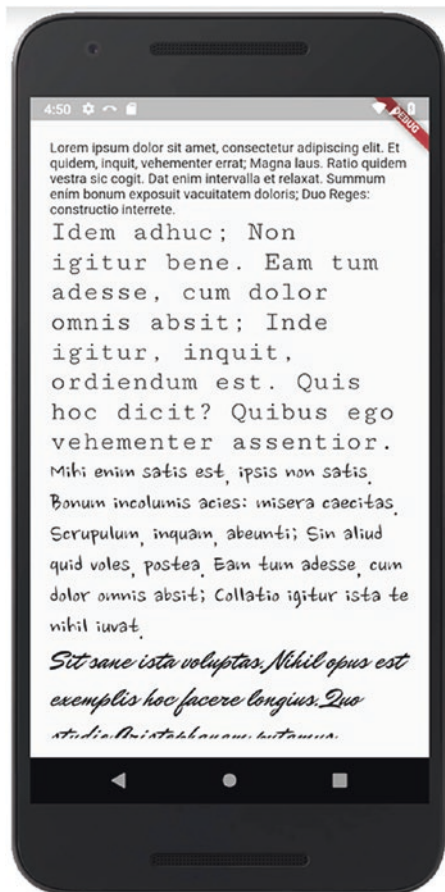 4:50
DEBUG
Lorem ipsum dolor sit amet, consectetur adipiscing elit. Et
quidem, inquit, vehementer errat; Magna laus. Ratio quidem
vestra sic cogit. Dat enim intervalla et relaxat. Summum
enim bonum exposuit vacuitatem doloris; Duo Reges:
constructio interrete.
Idem adhuc; Non
igitur bene. Eam tum
adesse, cum dolor
omnis absit; Inde
igitur, inquit,
ordiendum est. Quis
hoc dicit? Quibus ego
vehementer assentior.
Mihi enim satis est, ipsis non satis.
Bonum incolumis acies: misera caecitas.
Scrupulum, inquam, abeunti; Sin aliud
quid voles, postea. Eam tum adesse, cum
dolor omnis absit; Collatio igitur ista te
nihil iuvat.
Sit sane ista voluptas. Nihil opus est
exemplis hoc facere longius. Quo